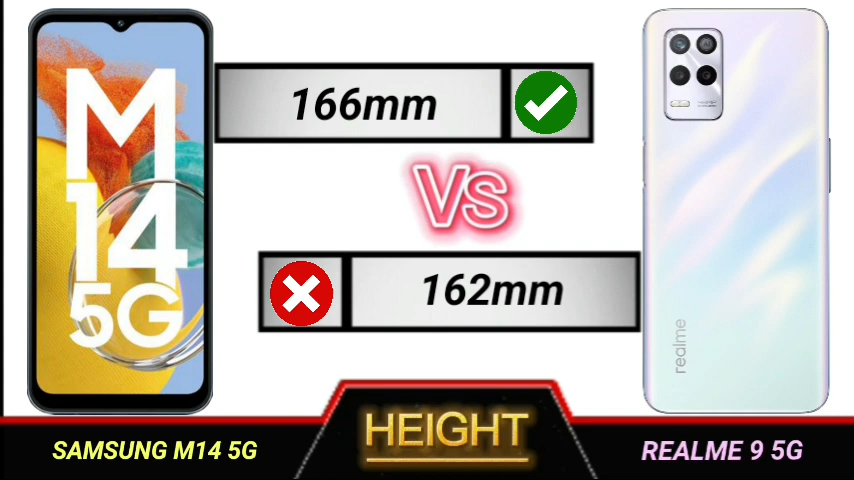 M
14
5G
166mm
VS
162mm
realme
HEIGHT
SAMSUNG M14 5G
REALME 9 5G